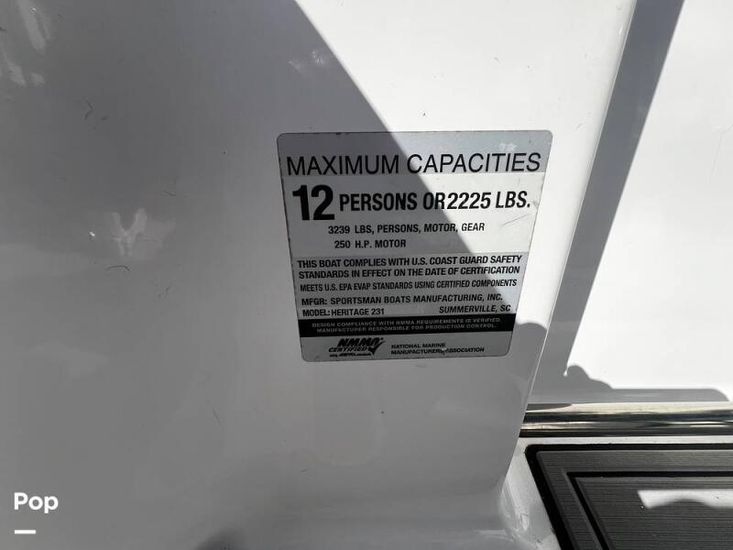 MAXIMUM CAPACITIES
12 PERSONS OR 2225 LBS.
3239 LBS, PERSONS, MOTOR, GEAR
250 H.P. MOTOR
THIS BOAT COMPLIES WITH U.S. COAST GUARD SAFETY
STANDARDS IN EFFECT ON THE DATE OF CERTIFICATION
MEETS U.S. EPA EVAP STANDARDS USING CERTIFIED COMPONENTS
MFGR: SPORTSMAN BOATS MANUFACTURING, INC.
MODEL: HERITAGE 231 SUMMERVILLE, SC
DESIGN COMPLIANCE WITH NMMA REQUIREMENTS IS VERIFIED.
MANUFACTURER RESPONSIBLE FOR PRODUCTION CONTROL.
NMMA
CERTIFIED
NATIONAL MARINE
MANUFACTURERS ASSOCIATION
Pop